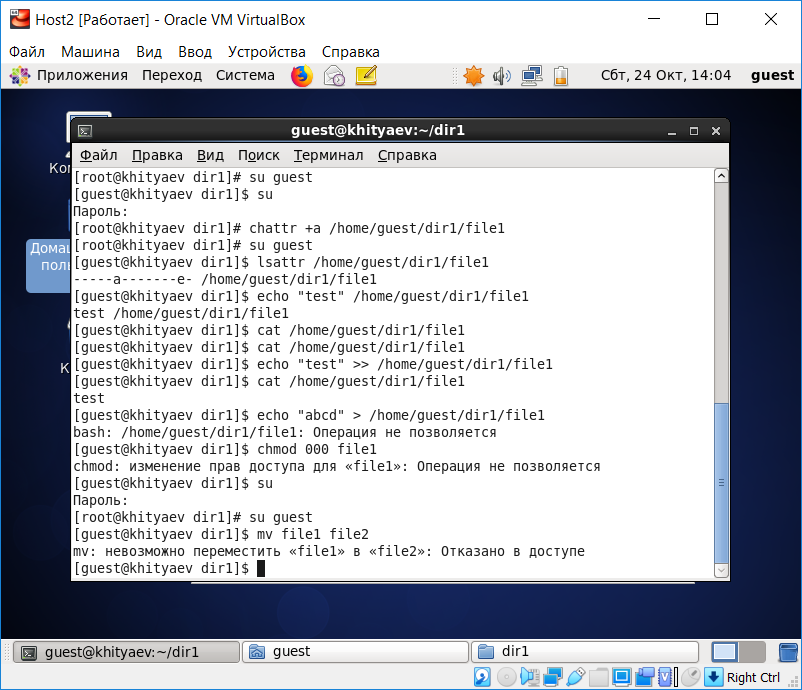 Host2 [Работает] - Oracle VM VirtualBox
Файл Машина Вид Ввод Устройства Справка
Приложения Переход Система Сбт, 24 Окт, 14:04 guest
guest@khityaev:~/dir1
Файл Правка Вид Поиск Терминал Справка
[root@khityaev dir1]# su guest
[guest@khityaev dir1]$ su
Пароль:
[root@khityaev dir1]# chattr +a /home/guest/dir1/file1
[root@khityaev dir1]# su guest
[guest@khityaev dir1]$ lsattr /home/guest/dir1/file1
-----a-------e- /home/guest/dir1/file1
[guest@khityaev dir1]$ echo "test" /home/guest/dir1/file1
test /home/guest/dir1/file1
[guest@khityaev dir1]$ cat /home/guest/dir1/file1
[guest@khityaev dir1]$ cat /home/guest/dir1/file1
[guest@khityaev dir1]$ echo "test" >> /home/guest/dir1/file1
[guest@khityaev dir1]$ cat /home/guest/dir1/file1
test
[guest@khityaev dir1]$ echo "abcd" > /home/guest/dir1/file1
bash: /home/guest/dir1/file1: Операция не позволяется
[guest@khityaev dir1]$ chmod 000 file1
chmod: изменение прав доступа для «file1»: Операция не позволяется
[guest@khityaev dir1]$ su
Пароль:
[root@khityaev dir1]# su guest
[guest@khityaev dir1]$ mv file1 file2
mv: невозможно переместить «file1» в «file2»: Отказано в доступе
[guest@khityaev dir1]$
guest@khityaev:~/dir1 guest dir1
Right Ctrl